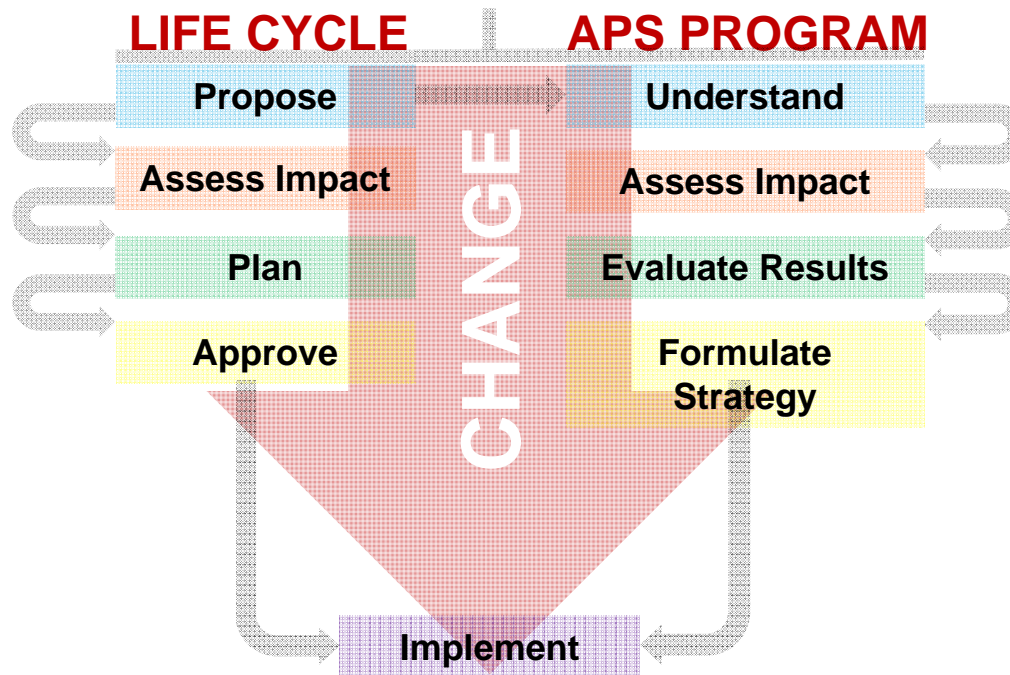 LIFE CYCLE
APS PROGRAM
Propose
Understand
Assess Impact
Assess Impact
Plan
Evaluate Results
Approve
Formulate
Strategy
CHANGE
Implement